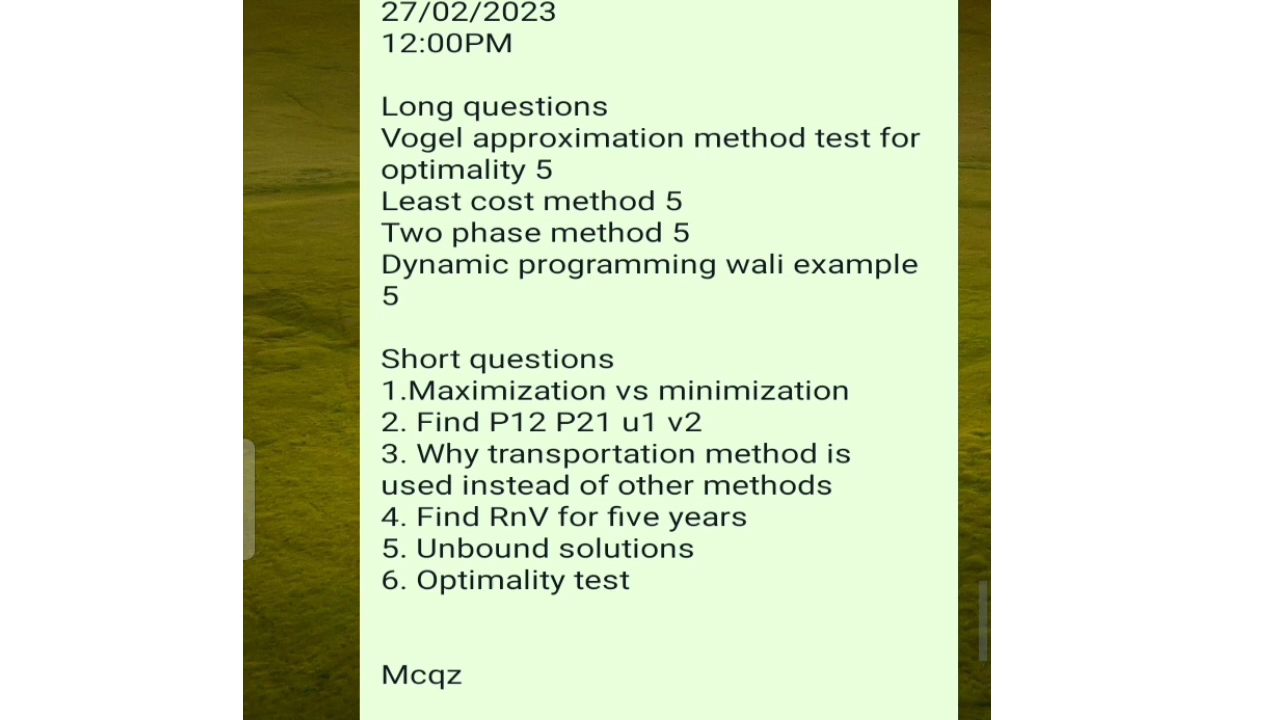 27/02/2023
12:00PM
Long questions
Vogel approximation method test for
optimality 5
Least cost method 5
Two phase method 5
Dynamic programming wali example
5
Short questions
1.Maximization vs minimization
2. Find P12 P21 u1 v2
3. Why transportation method is
used instead of other methods
4. Find RnV for five years
5. Unbound solutions
6. Optimality test
Mcqz